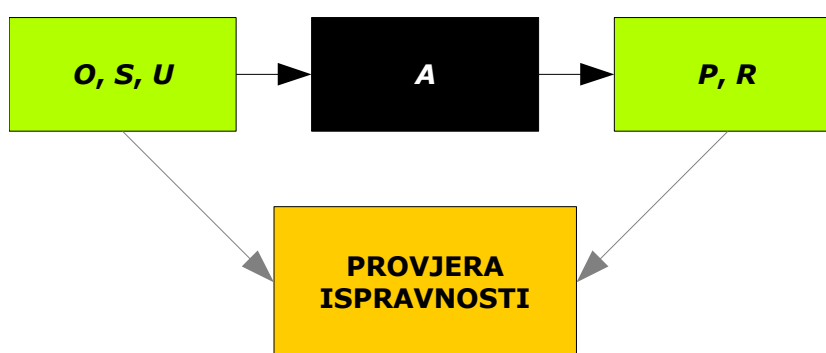 O, S, U
A
P, R
PROVJERA
ISPRAVNOSTI